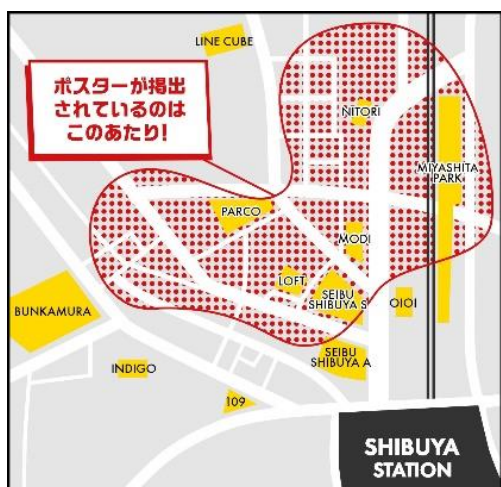 LINE CUBE
ポスターが掲出
されているのは
このあたり!
NITORI
MIYASHITA
PARK
PARCO
MODI
LOFT
SEIBU
SHIBUYA S
OIOI
BUNKAMURA
SEIBU
SHIBUYA A
INDIGO
109
SHIBUYA
STATION